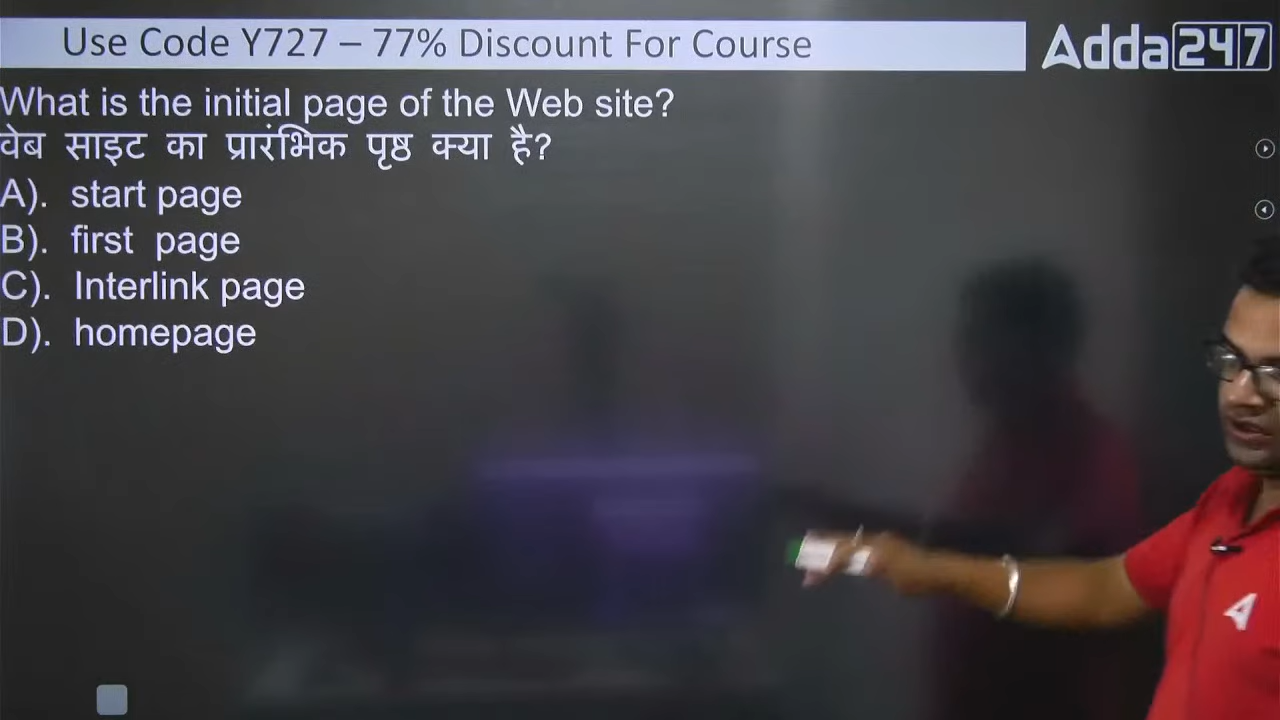 Use Code Y727 – 77% Discount For Course
Adda247
What is the initial page of the Web site?
वेब साइट का प्रारंभिक पृष्ठ क्या है?
A). start page
B). first page
C). Interlink page
D). homepage